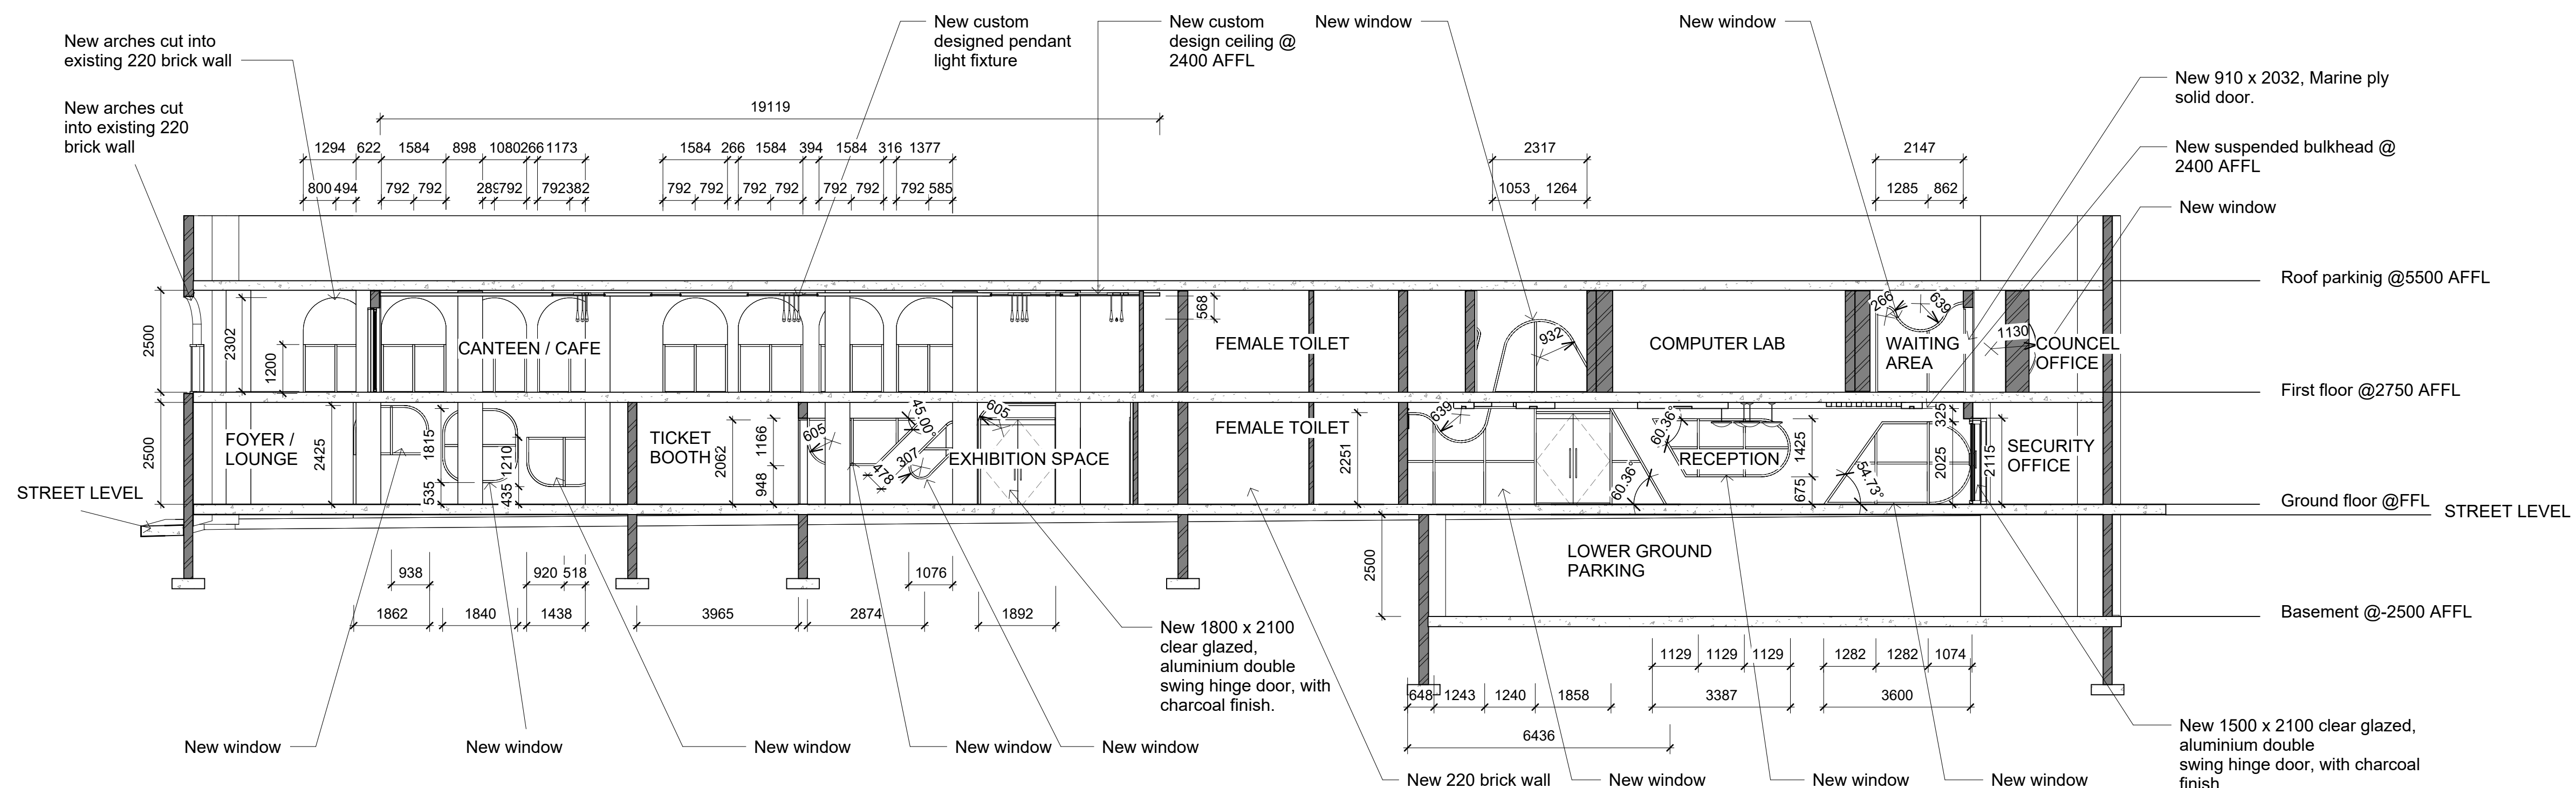 New custom
designed pendant
light fixture
New custom
design ceiling @
2400 AFFL
New window
New window
New arches cut into
existing 220 brick wall
New 910 x 2032, Marine ply
solid door.
New arches cut
into existing 220
brick wall
19119
New suspended bulkhead @
2400 AFFL
1294 622 1584 898 1080 266 1173
1584 266 1584 394 1584 316 1377
2317
2147
800 494 792 792 289 792 792 382
792 792 792 792 792 792 792 585
1053 1264
1285 862
New window
Roof parkinig @5500 AFFL
2500
2302
1200
568
932
266
639
1130
CANTEEN / CAFE
FEMALE TOILET
COMPUTER LAB
WAITING
AREA
COUNCEL
OFFICE
First floor @2750 AFFL
2500
FOYER /
LOUNGE
2425
1815
535
1210
435
TICKET
BOOTH
2062
1166
948
605
45.00°
478
307
605
EXHIBITION SPACE
FEMALE TOILET
2251
639
60.36°
60.36°
RECEPTION
1425
675
54.73°
325
2025
2115
SECURITY
OFFICE
STREET LEVEL
Ground floor @FFL
STREET LEVEL
LOWER GROUND
PARKING
2500
938
920 518
1076
1862 1840 1438
3965
2874
1892
Basement @-2500 AFFL
New 1800 x 2100
clear glazed,
aluminium double
swing hinge door, with
charcoal finish.
1129 1129 1129
1282 1282 1074
648 1243 1240 1858
3387
3600
6436
New window
New window
New window
New window
New window
New 1500 x 2100 clear glazed,
aluminium double
swing hinge door, with charcoal
finish
New 220 brick wall
New window
New window
New window